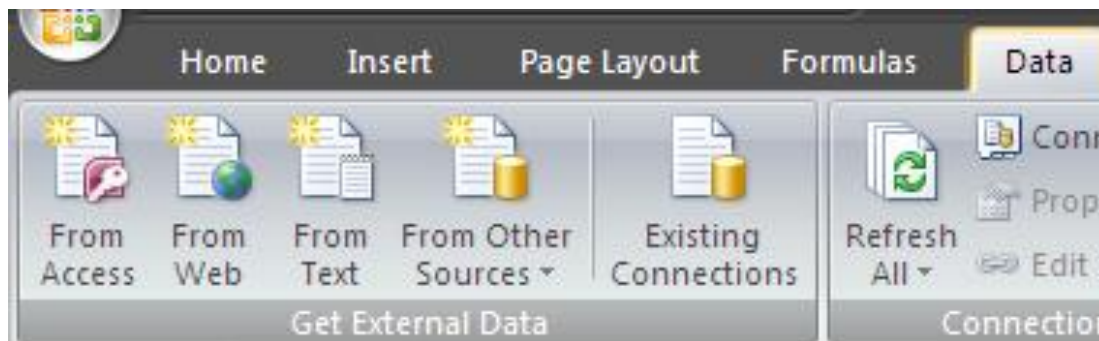 Home Insert Page Layout Formulas Data
From Access
From Web
From Text
From Other Sources
Existing Connections
Refresh All
Edit
Get External Data